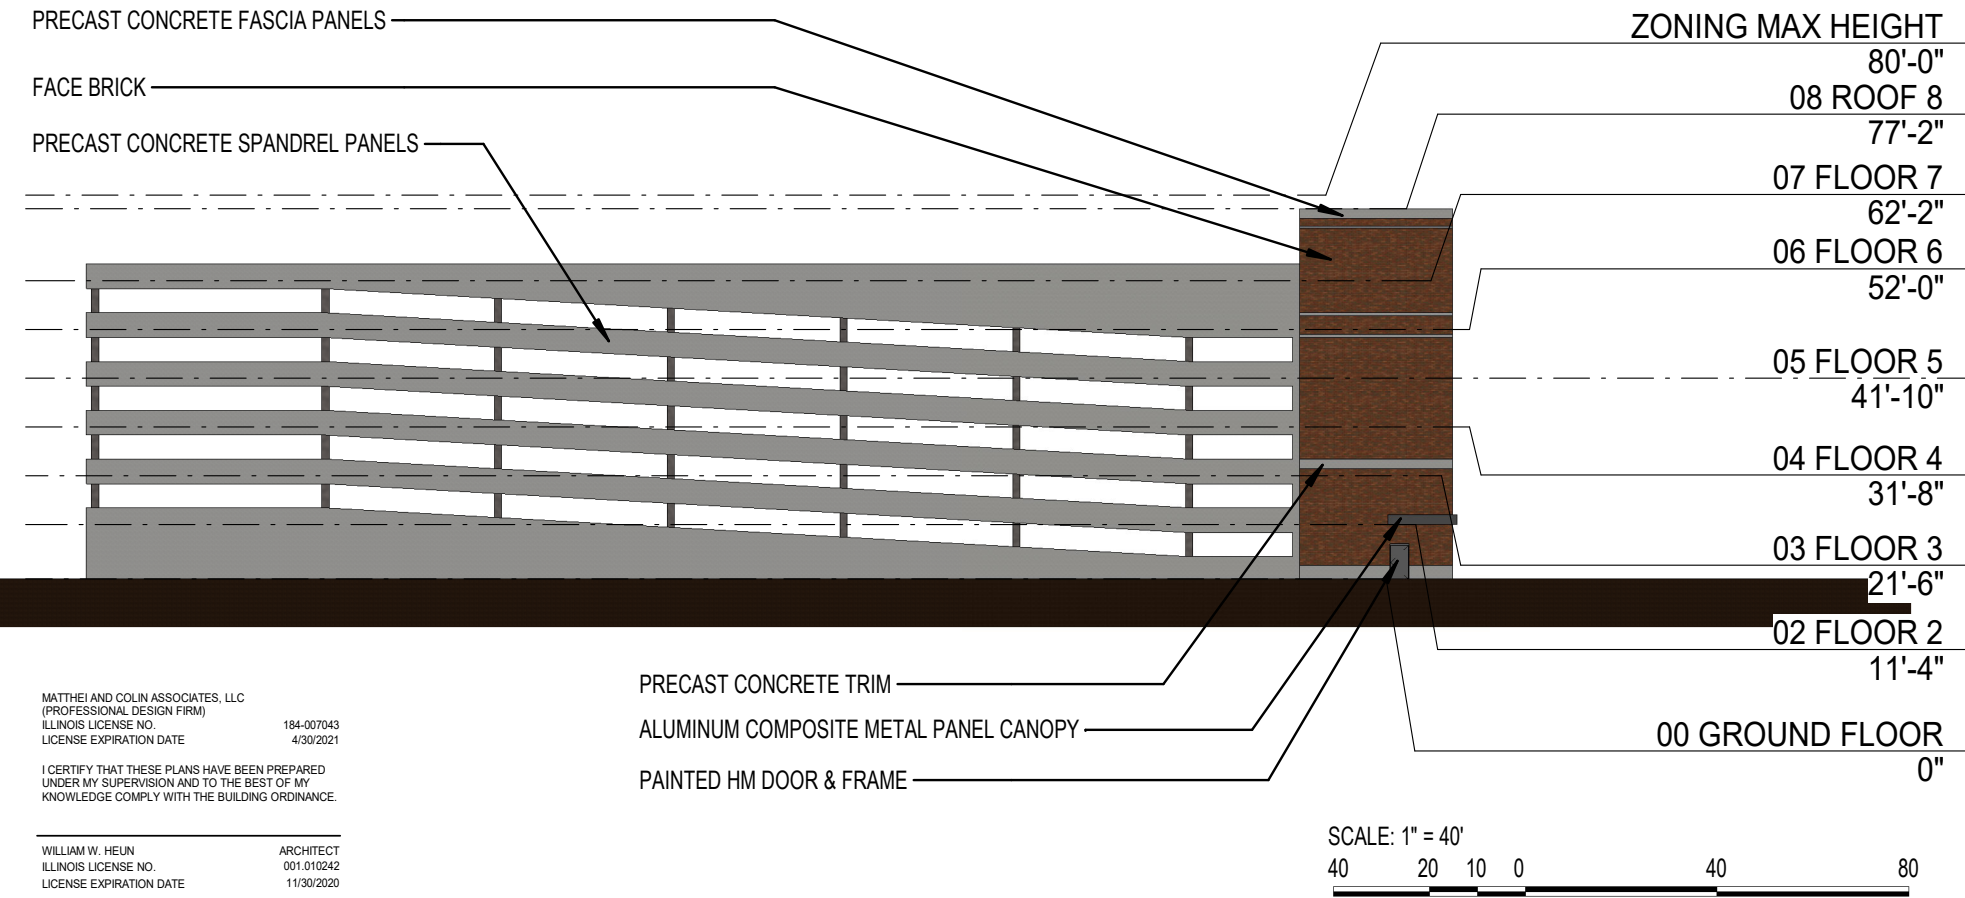 PRECAST CONCRETE FASCIA PANELS
FACE BRICK
PRECAST CONCRETE SPANDREL PANELS
ZONING MAX HEIGHT
80'-0"
08 ROOF 8
77'-2"
07 FLOOR 7
62'-2"
06 FLOOR 6
52'-0"
05 FLOOR 5
41'-10"
04 FLOOR 4
31'-8"
03 FLOOR 3
21'-6"
02 FLOOR 2
11'-4"
00 GROUND FLOOR
0"
PRECAST CONCRETE TRIM
ALUMINUM COMPOSITE METAL PANEL CANOPY
PAINTED HM DOOR & FRAME
MATTHEI AND COLIN ASSOCIATES, LLC
(PROFESSIONAL DESIGN FIRM)
ILLINOIS LICENSE NO. 184-007043
LICENSE EXPIRATION DATE 4/30/2021
I CERTIFY THAT THESE PLANS HAVE BEEN PREPARED
UNDER MY SUPERVISION AND TO THE BEST OF MY
KNOWLEDGE COMPLY WITH THE BUILDING ORDINANCE.
WILLIAM W. HEUN ARCHITECT
ILLINOIS LICENSE NO. 001.010242
LICENSE EXPIRATION DATE 11/30/2020
SCALE: 1" = 40'
40 20 10 0 40 80